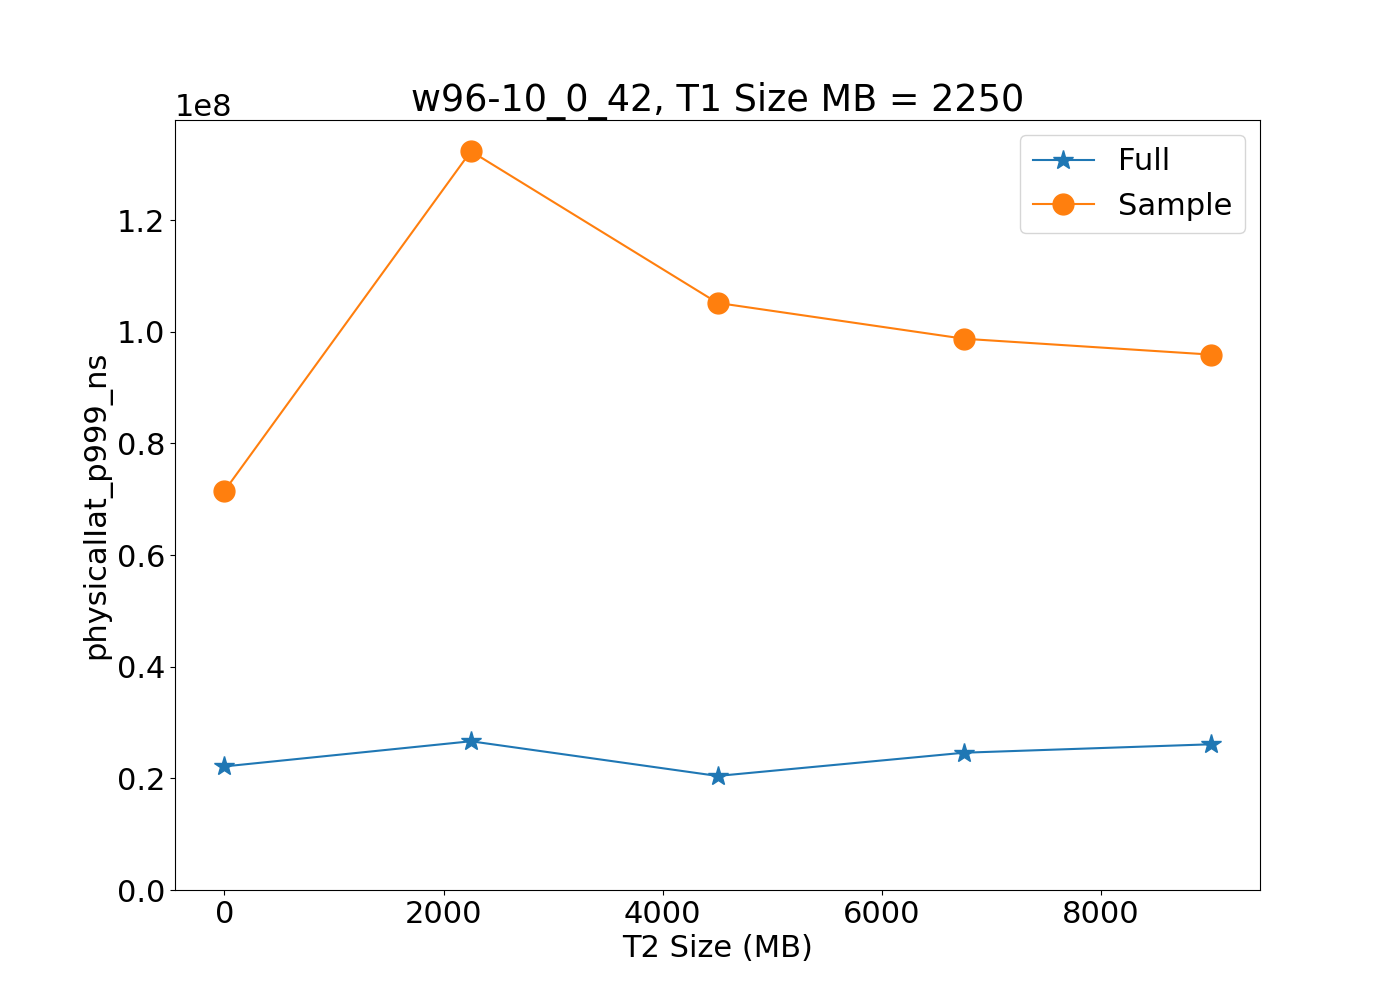 w96-10_0_42, T1 Size MB = 2250
1e8
Full
Sample
1.2
1.0
0.8
0.6
0.4
0.2
0.0
physicallat_p999_ns
0 2000 4000 6000 8000
T2 Size (MB)